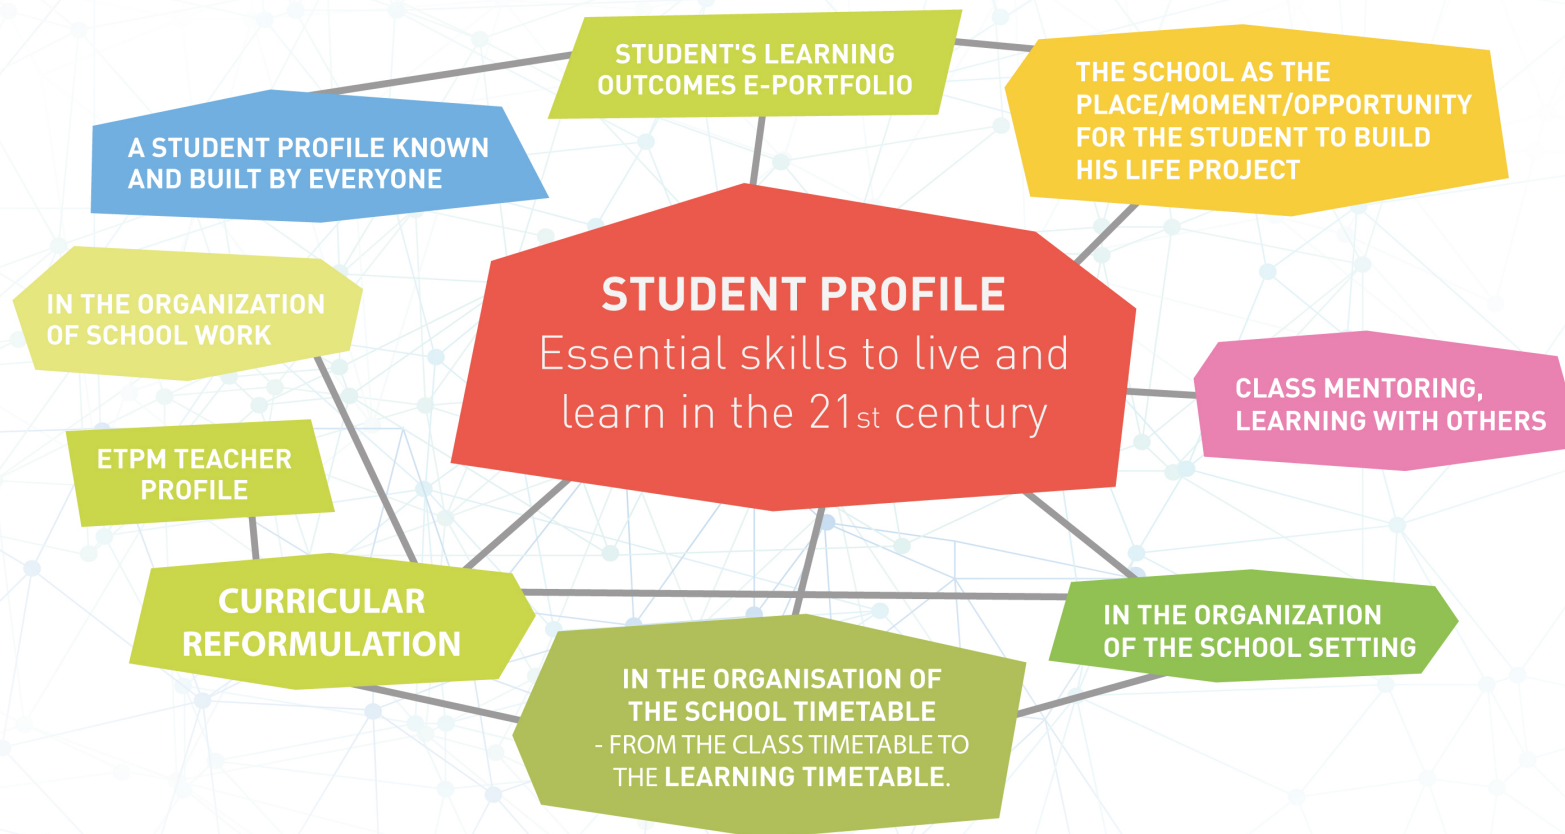 STUDENT'S LEARNING
OUTCOMES E-PORTFOLIO
THE SCHOOL AS THE
PLACE/MOMENT/OPPORTUNITY
FOR THE STUDENT TO BUILD
HIS LIFE PROJECT
A STUDENT PROFILE KNOWN
AND BUILT BY EVERYONE
STUDENT PROFILE
Essential skills to live and
learn in the 21st century
IN THE ORGANIZATION
OF SCHOOL WORK
CLASS MENTORING,
LEARNING WITH OTHERS
ETPM TEACHER
PROFILE
CURRICULAR
REFORMULATION
IN THE ORGANIZATION
OF THE SCHOOL SETTING
IN THE ORGANISATION OF
THE SCHOOL TIMETABLE
- FROM THE CLASS TIMETABLE TO
THE LEARNING TIMETABLE.